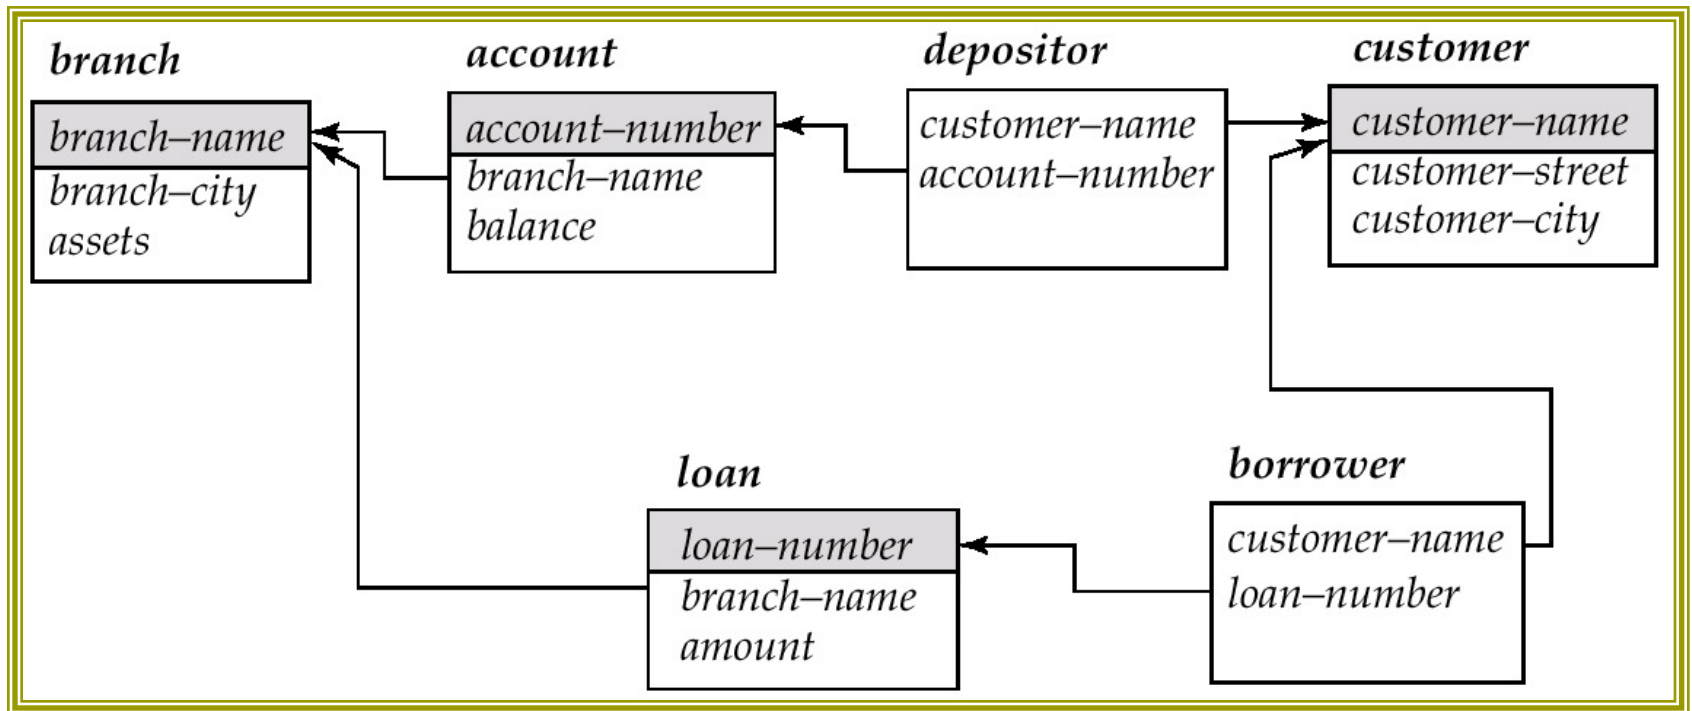 branch
branch–name
branch–city
assets
account
account–number
branch–name
balance
depositor
customer–name
account–number
customer
customer–name
customer–street
customer–city
loan
loan–number
branch–name
amount
borrower
customer–name
loan–number